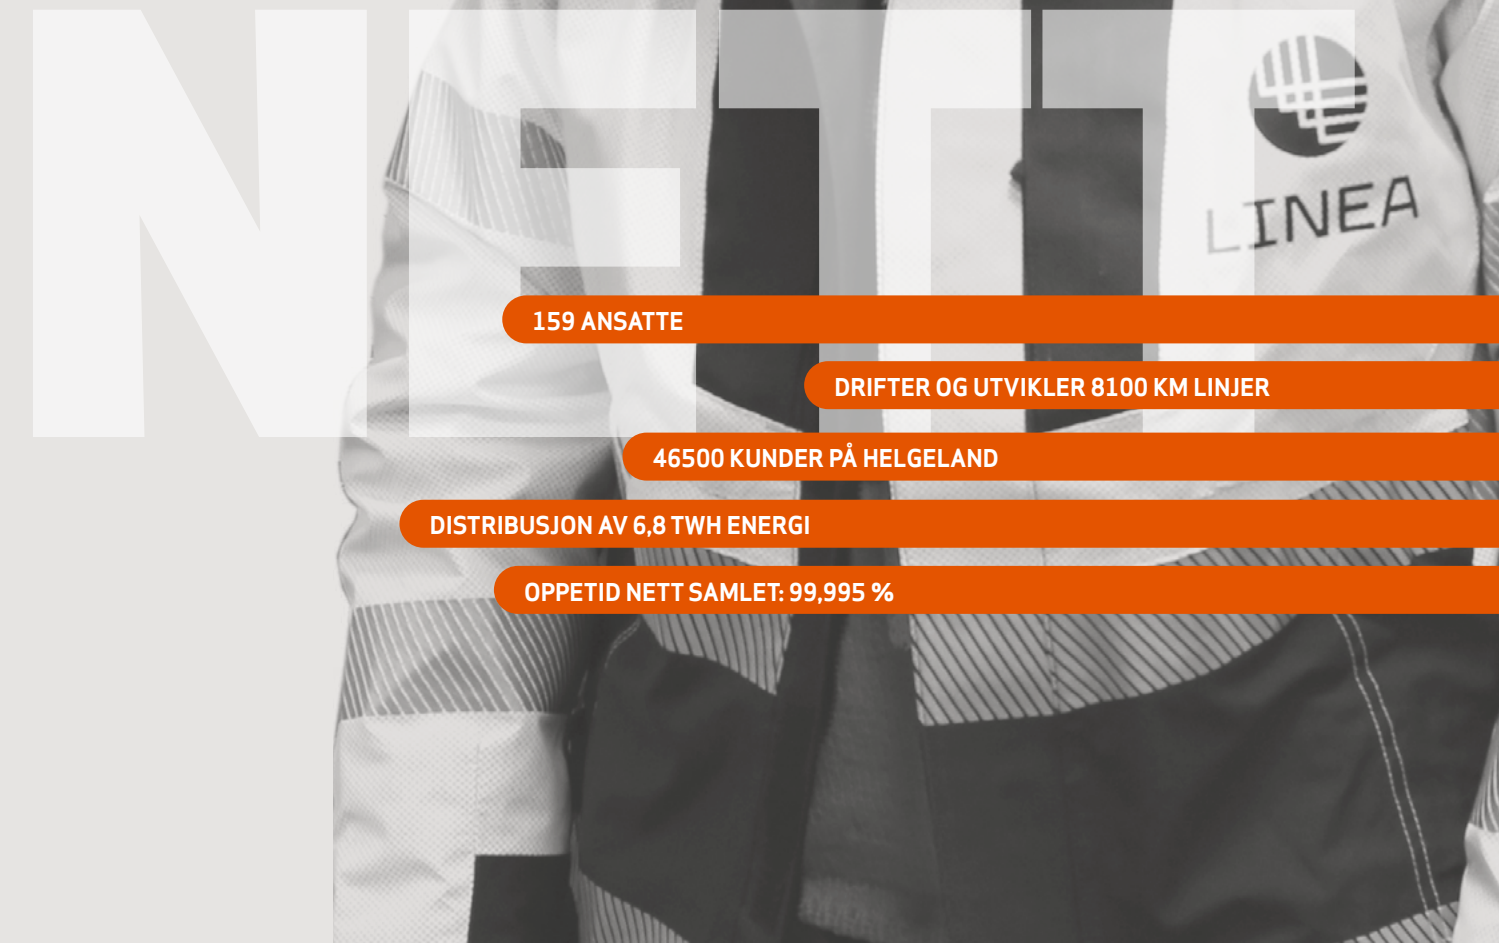 NETT
LINEA
159 ANSATTE
DRIFTER OG UTVIKLER 8100 KM LINJER
46500 KUNDER PÅ HELGELAND
DISTRIBUSJON AV 6,8 TWH ENERGI
OPPETID NETT SAMLET: 99,995 %